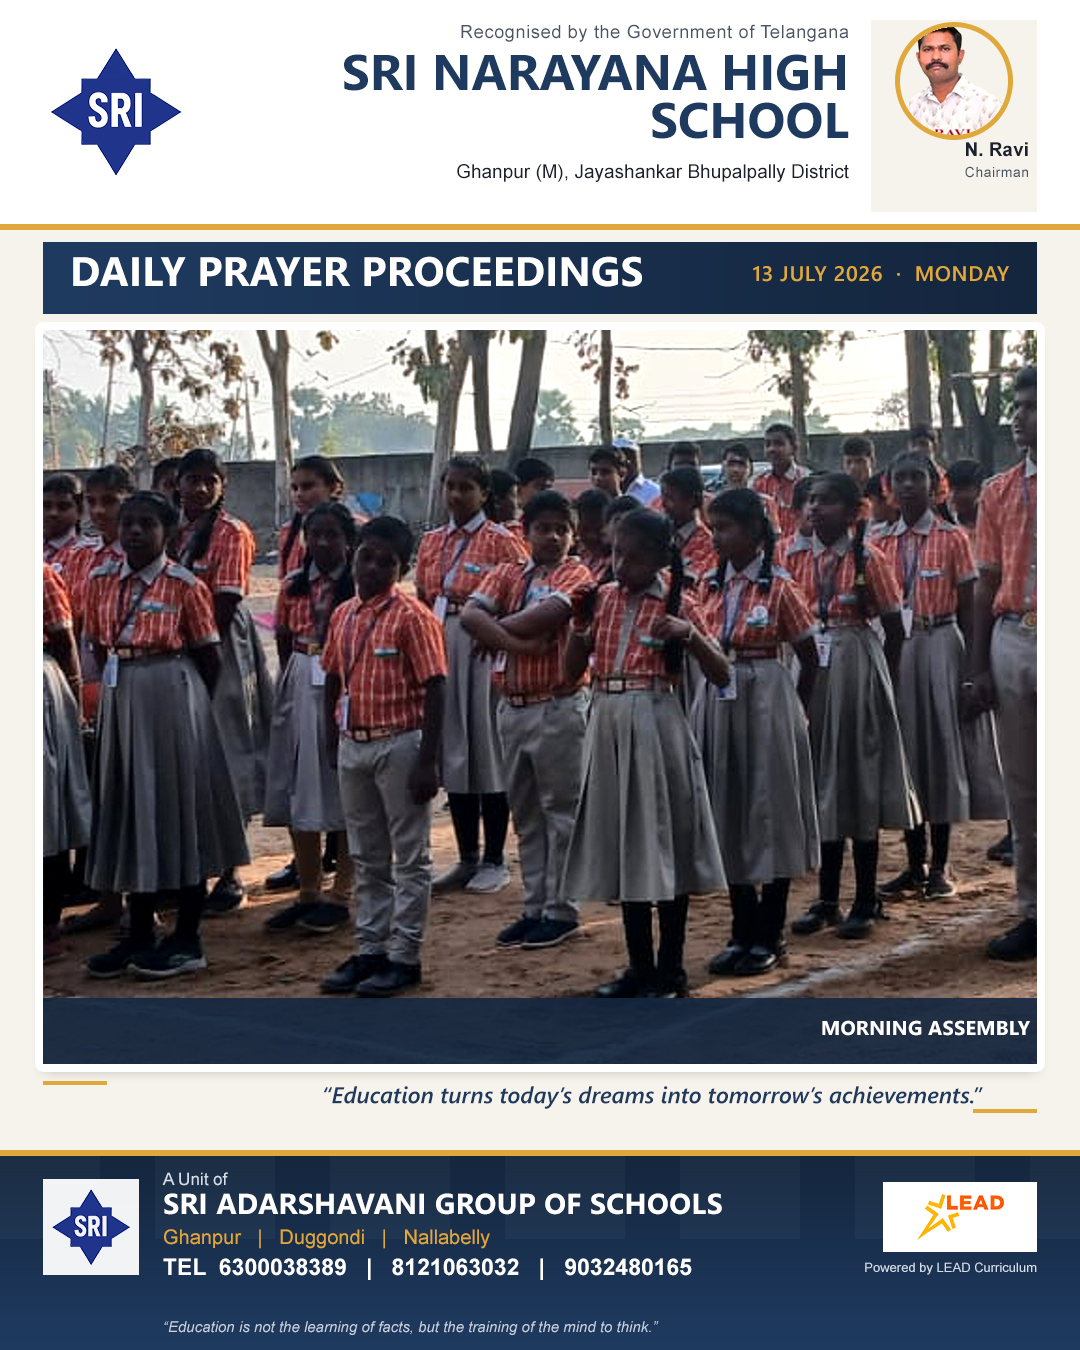 SRI
Recognised by the Government of Telangana
SRI NARAYANA HIGH
SCHOOL
Ghanpur (M), Jayashankar Bhupalpally District
RAVI
N. Ravi
Chairman
DAILY PRAYER PROCEEDINGS
13 JULY 2026 · MONDAY
MORNING ASSEMBLY
“Education turns today’s dreams into tomorrow’s achievements.”
SRI
A Unit of
SRI ADARSHAVANI GROUP OF SCHOOLS
Ghanpur | Duggondi | Nallabelly
TEL 6300038389 | 8121063032 | 9032480165
“Education is not the learning of facts, but the training of the mind to think.”
LEAD
Powered by LEAD Curriculum